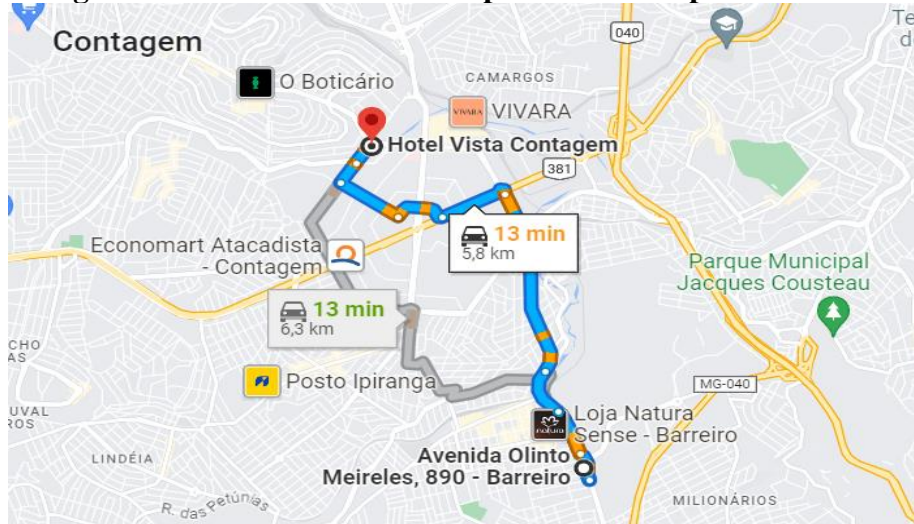 Contagem
040
O Boticário
CAMARGOS
VIVARA
VIVARA
Hotel Vista Contagem
381
13 min
5,8 km
Economart Atacadista
- Contagem
Parque Municipal
Jacques Cousteau
13 min
6,3 km
Posto Ipiranga
MG-040
Loja Natura
Sense - Barreiro
Avenida Olinto
Meireles, 890 - Barreiro
LINDÉIA
R. das Petúnias
MILIONÁRIOS